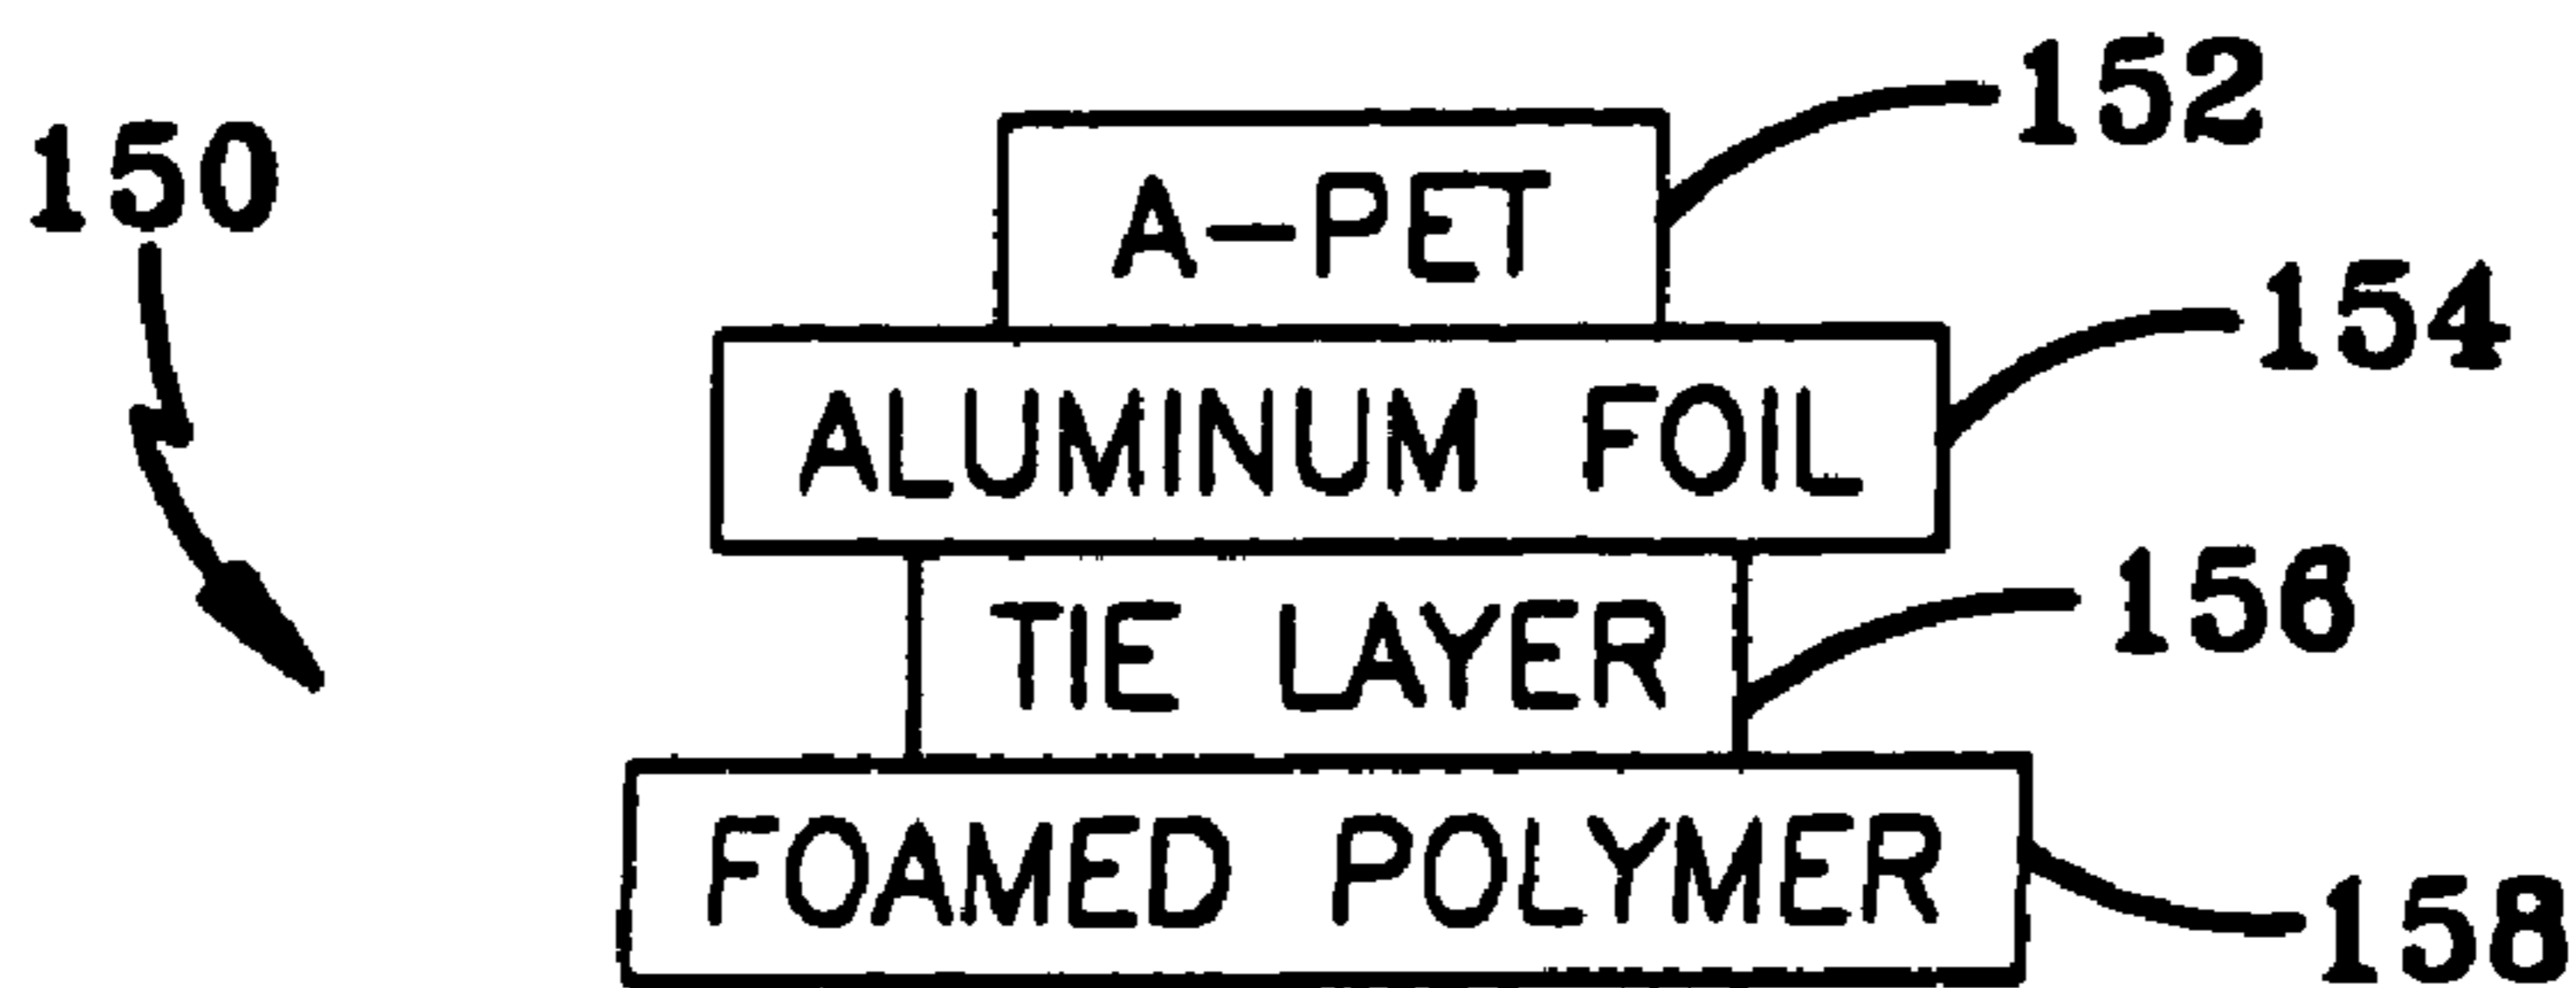 150
152
A-PET
154
ALUMINUM FOIL
156
TIE LAYER
FOAMED POLYMER
158